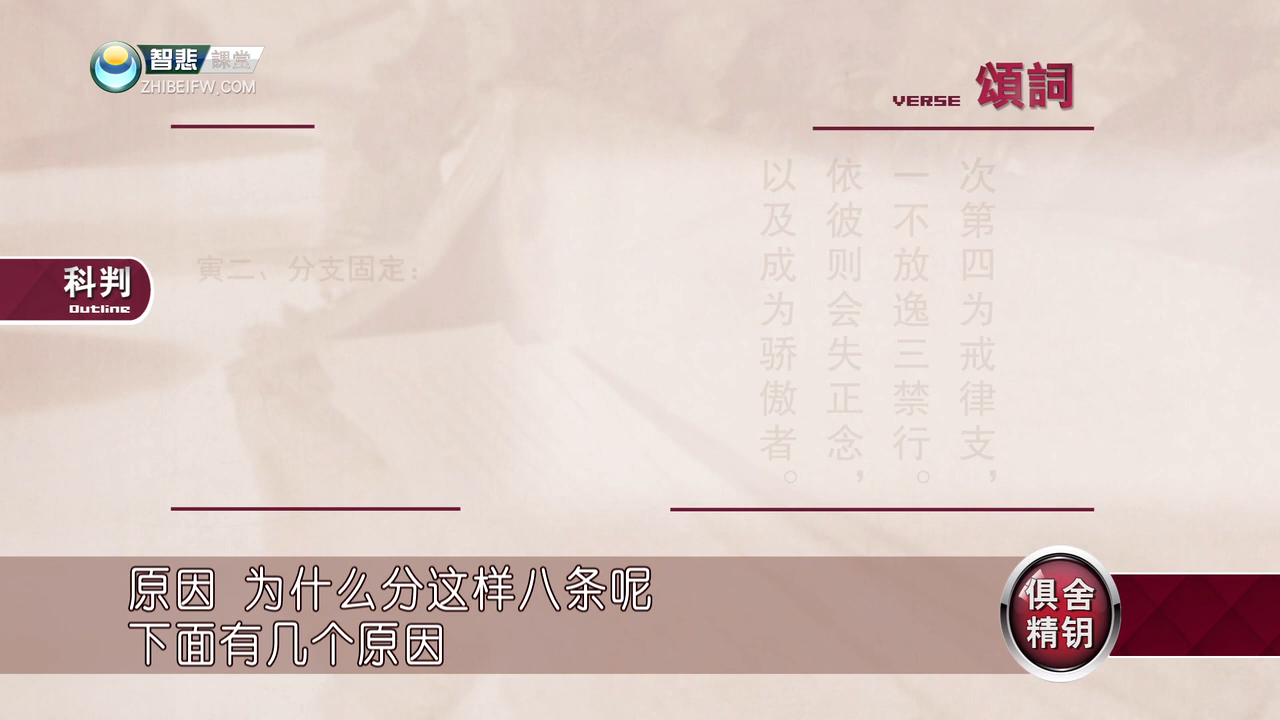 智悲 課堂
ZHIBEIFW.COM
VERSE 頌詞
次第四为戒律支，
一不放逸三禁行。
依彼则会失正念，
以及成为骄傲者。
科判
Outline
寅二、分支固定：
原因 为什么分这样八条呢
下面有几个原因
俱舍
精钥